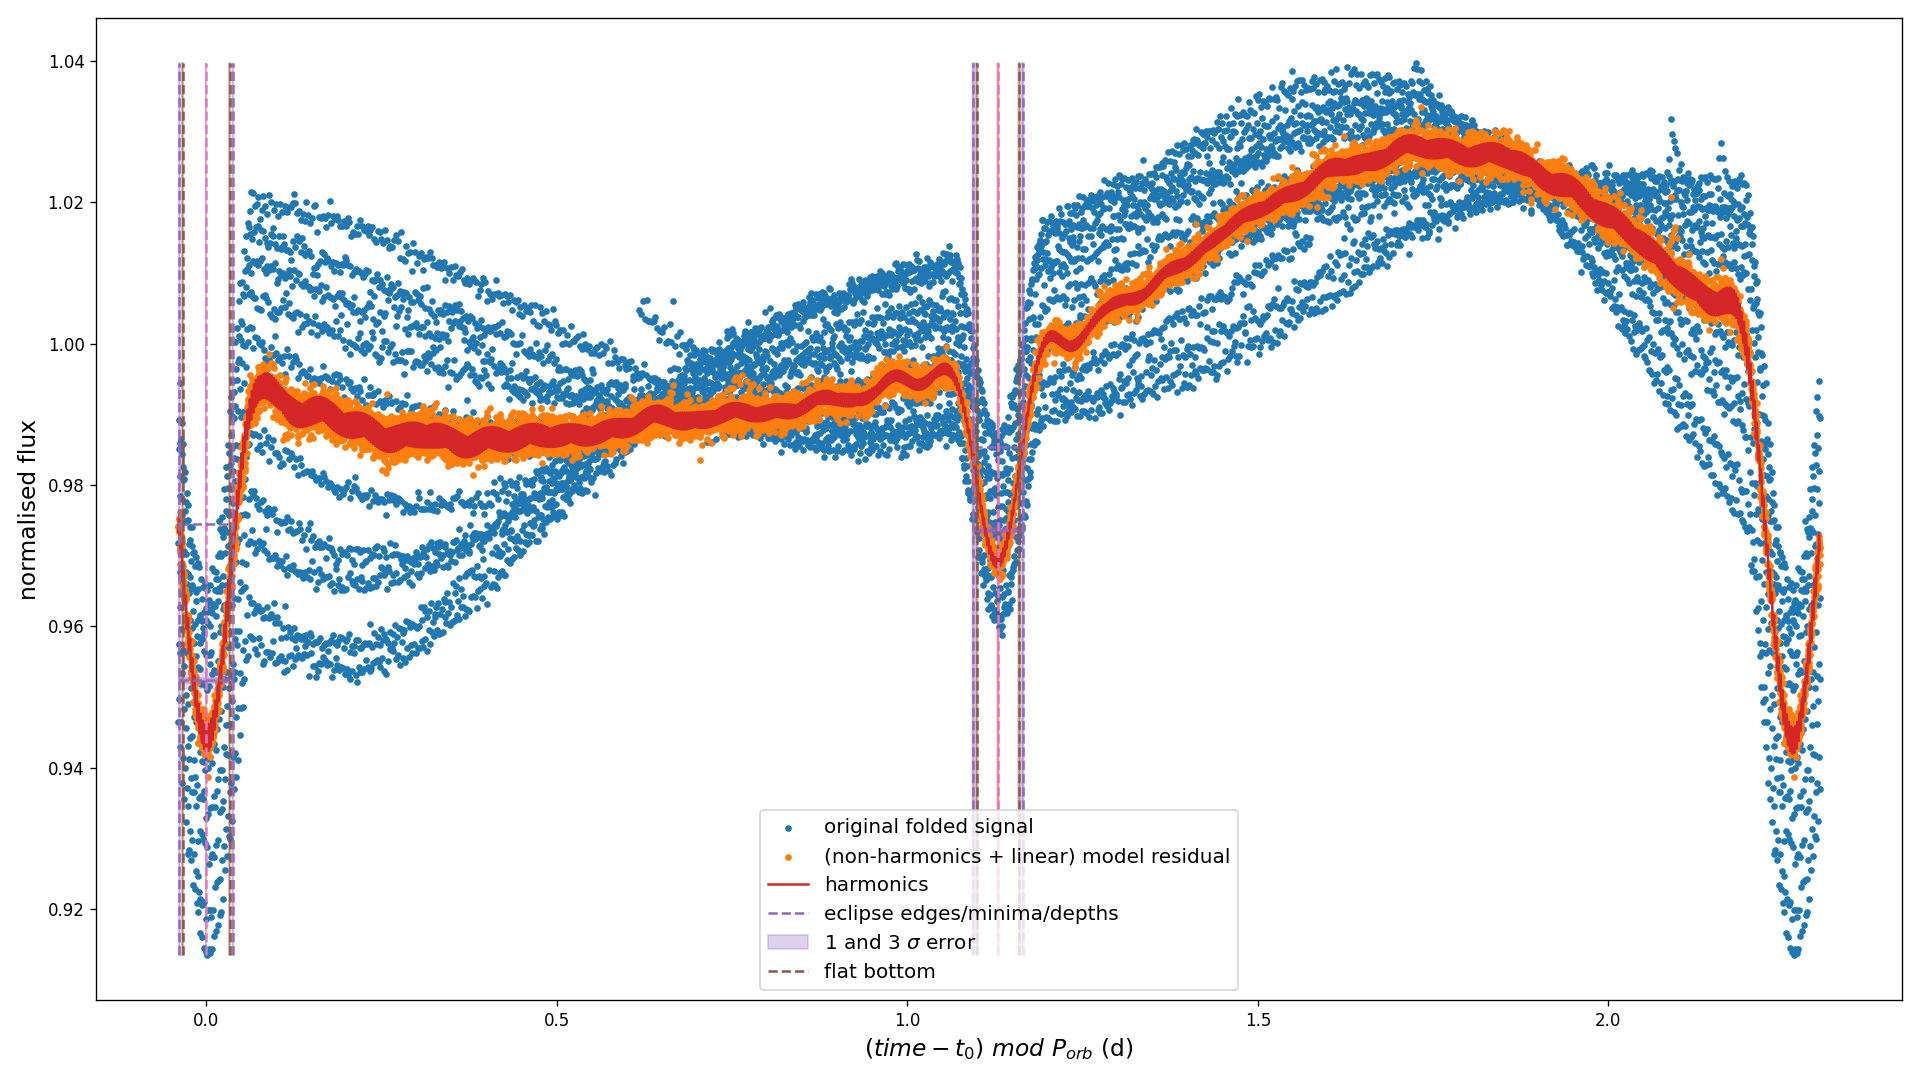 1.04
1.02
1.00
0.98
0.96
0.94
0.92
normalised flux
original folded signal
(non-harmonics + linear) model residual
harmonics
eclipse edges/minima/depths
1 and 3 σ error
flat bottom
0.0 0.5 1.0 1.5 2.0
(time − t₀) mod Pₒᵣb (d)